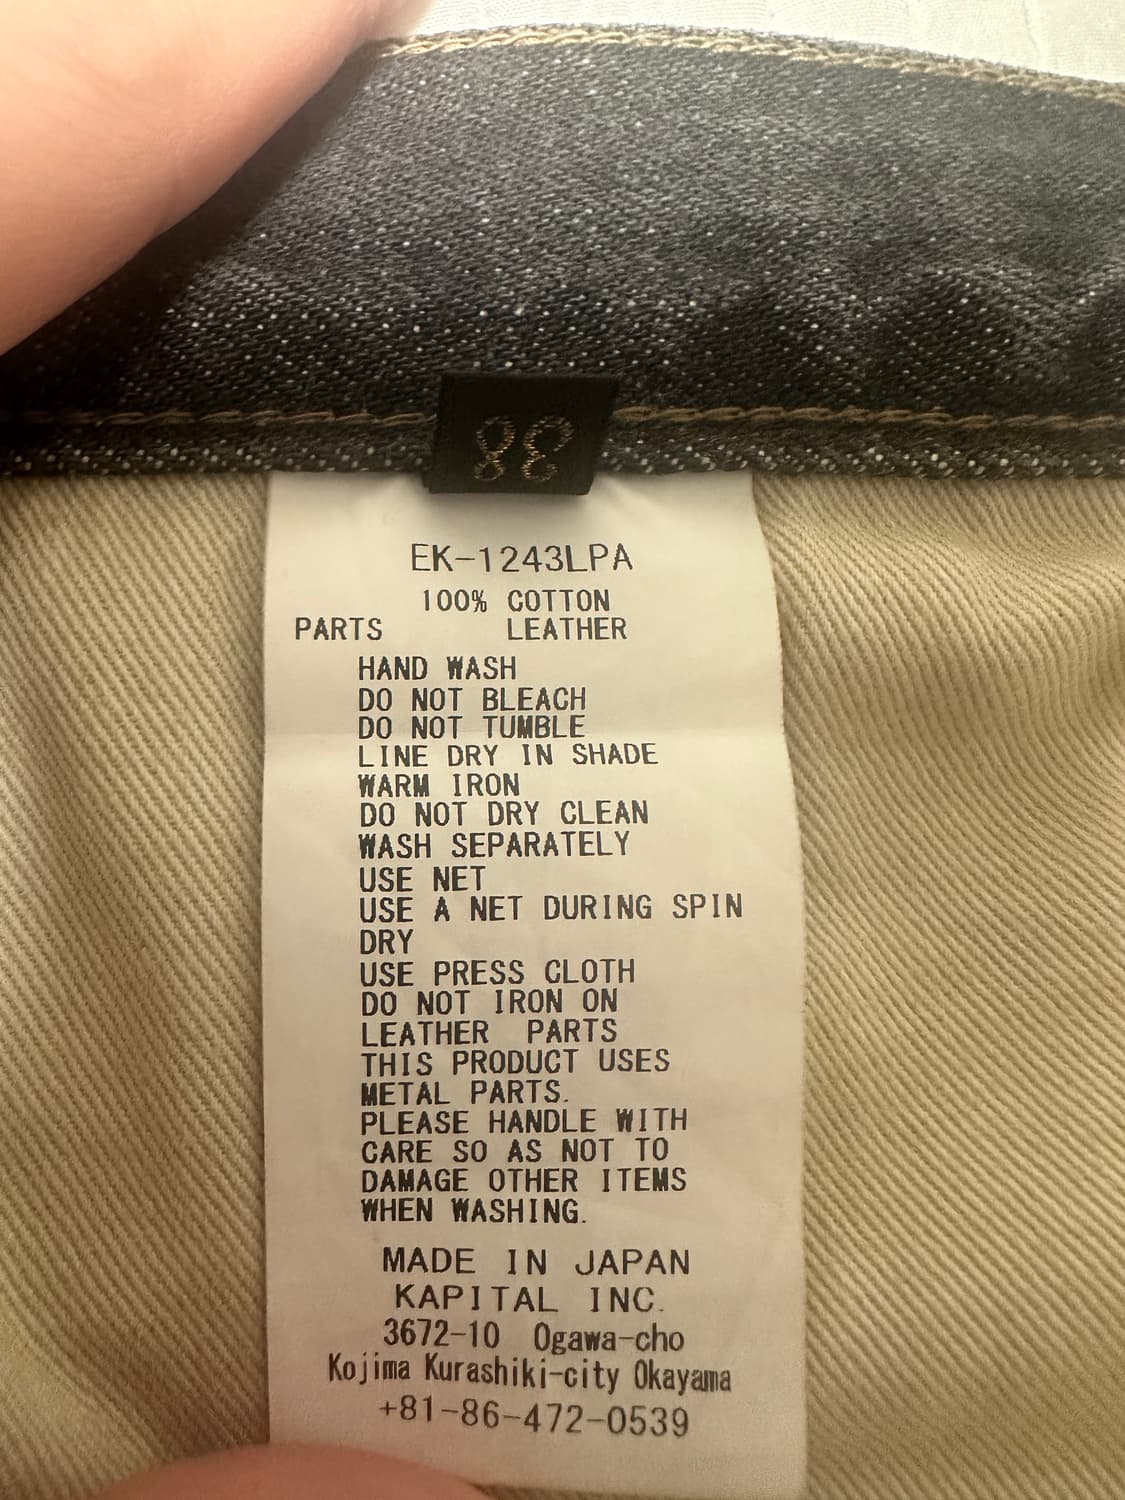 38
EK-1243LPA
100% COTTON
PARTS LEATHER
HAND WASH
DO NOT BLEACH
DO NOT TUMBLE
LINE DRY IN SHADE
WARM IRON
DO NOT DRY CLEAN
WASH SEPARATELY
USE NET
USE A NET DURING SPIN
DRY
USE PRESS CLOTH
DO NOT IRON ON
LEATHER PARTS
THIS PRODUCT USES
METAL PARTS.
PLEASE HANDLE WITH
CARE SO AS NOT TO
DAMAGE OTHER ITEMS
WHEN WASHING.
MADE IN JAPAN
KAPITAL INC.
3672-10 Ogawa-cho
Kojima Kurashiki-city Okayama
+81-86-472-0539